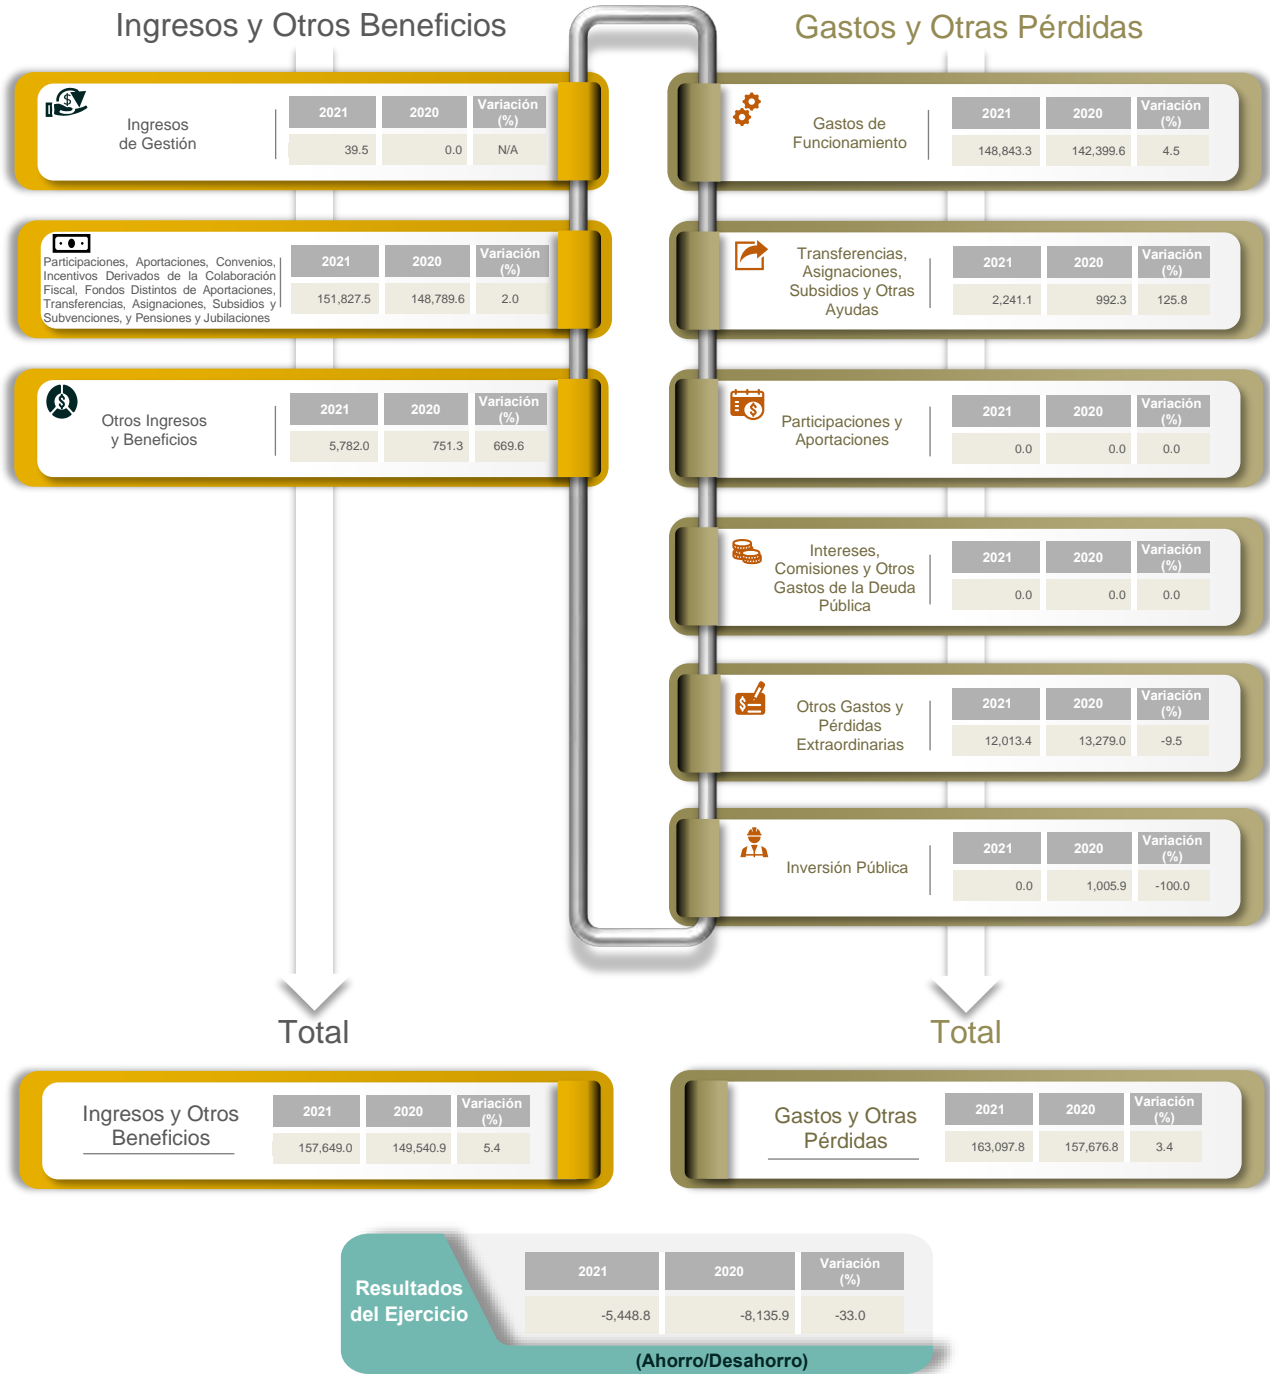 Ingresos y Otros Beneficios
Ingresos
de Gestión
2021 2020 Variación
(%)
39.5 0.0 N/A
Participaciones, Aportaciones, Convenios,
Incentivos Derivados de la Colaboración
Fiscal, Fondos Distintos de Aportaciones,
Transferencias, Asignaciones, Subsidios y
Subvenciones, y Pensiones y Jubilaciones
2021 2020 Variación
(%)
151,827.5 148,789.6 2.0
Otros Ingresos
y Beneficios
2021 2020 Variación
(%)
5,782.0 751.3 669.6
Total
Ingresos y Otros
Beneficios
2021 2020 Variación
(%)
157,649.0 149,540.9 5.4
Gastos y Otras Pérdidas
Gastos de
Funcionamiento
2021 2020 Variación
(%)
148,843.3 142,399.6 4.5
Transferencias,
Asignaciones,
Subsidios y Otras
Ayudas
2021 2020 Variación
(%)
2,241.1 992.3 125.8
Participaciones y
Aportaciones
2021 2020 Variación
(%)
0.0 0.0 0.0
Intereses,
Comisiones y Otros
Gastos de la Deuda
Pública
2021 2020 Variación
(%)
0.0 0.0 0.0
Otros Gastos y
Pérdidas
Extraordinarias
2021 2020 Variación
(%)
12,013.4 13,279.0 -9.5
Inversión Pública
2021 2020 Variación
(%)
0.0 1,005.9 -100.0
Total
Gastos y Otras
Pérdidas
2021 2020 Variación
(%)
163,097.8 157,676.8 3.4
Resultados
del Ejercicio
2021 2020 Variación
(%)
-5,448.8 -8,135.9 -33.0
(Ahorro/Desahorro)